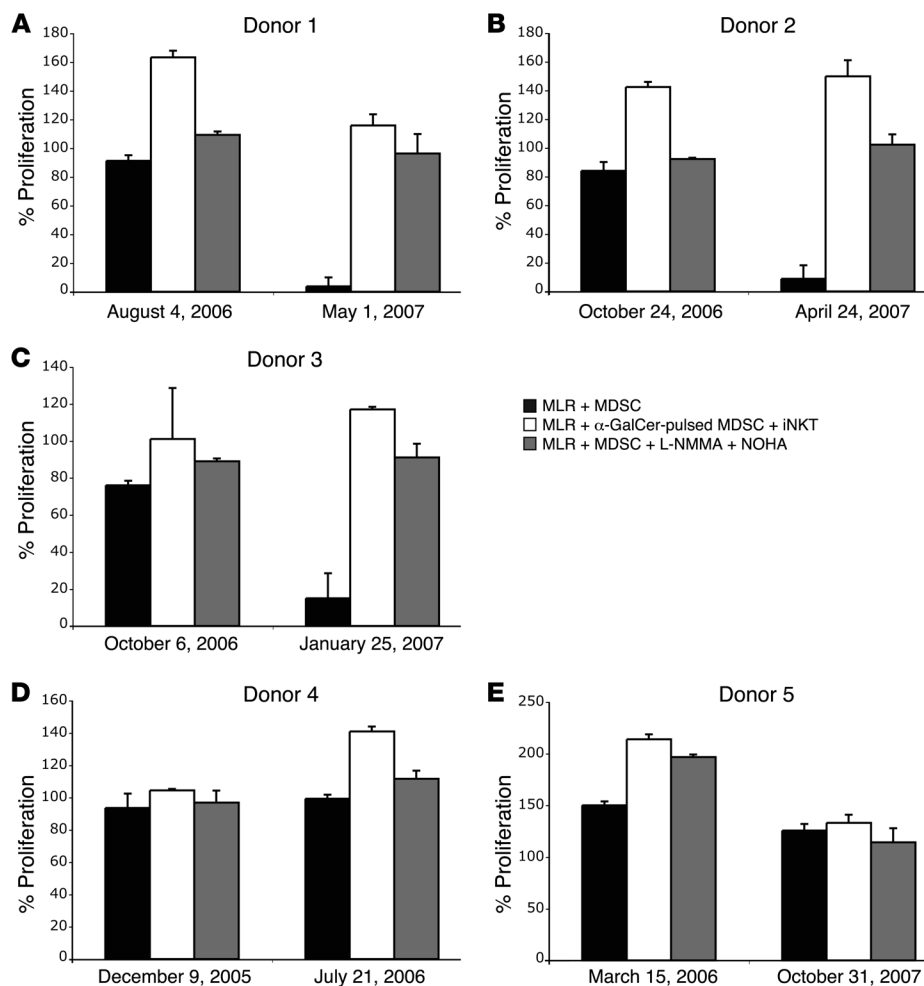 A Donor 1
% Proliferation
180
160
140
120
100
80
60
40
20
0
August 4, 2006 May 1, 2007
B Donor 2
% Proliferation
180
160
140
120
100
80
60
40
20
0
October 24, 2006 April 24, 2007
C Donor 3
% Proliferation
140
120
100
80
60
40
20
0
October 6, 2006 January 25, 2007
MLR + MDSC
MLR + α-GalCer-pulsed MDSC + iNKT
MLR + MDSC + L-NMMA + NOHA
D Donor 4
% Proliferation
160
140
120
100
80
60
40
20
0
December 9, 2005 July 21, 2006
E Donor 5
% Proliferation
250
200
150
100
50
0
March 15, 2006 October 31, 2007